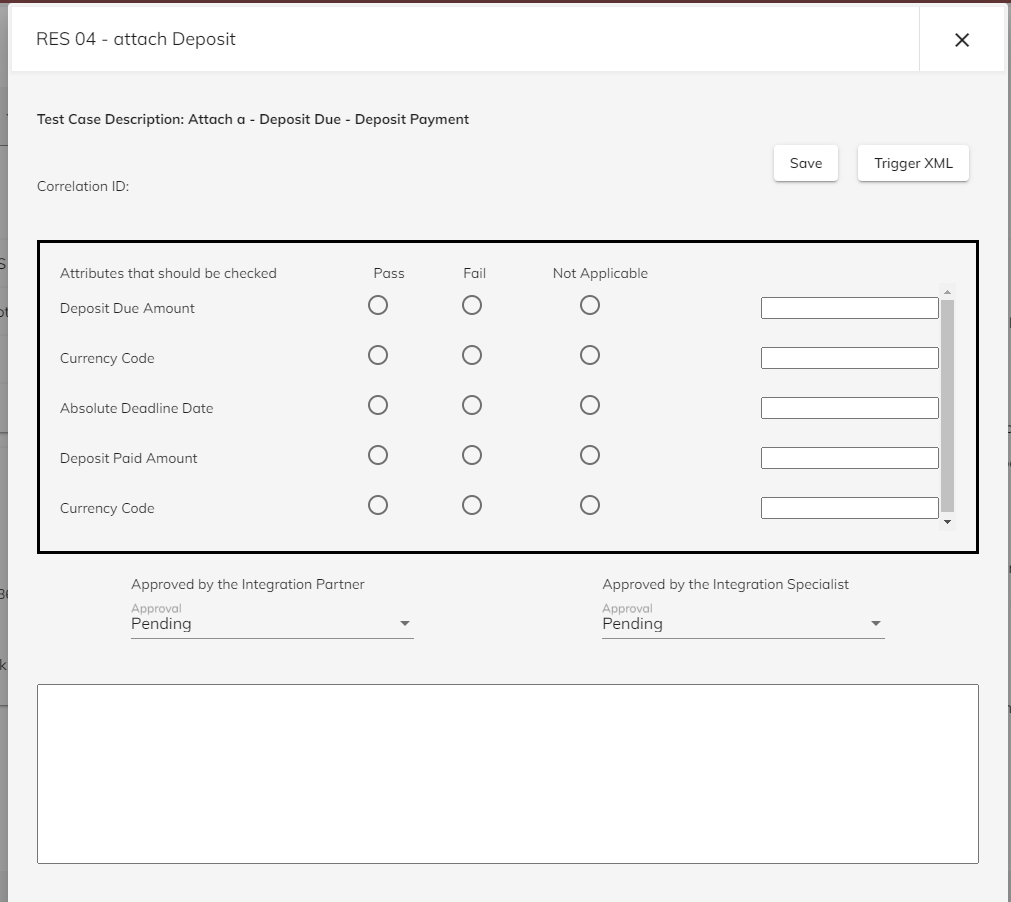 RES 04 - attach Deposit
Test Case Description: Attach a - Deposit Due - Deposit Payment
Save Trigger XML
Correlation ID:
Attributes that should be checked Pass Fail Not Applicable
Deposit Due Amount
Currency Code
Absolute Deadline Date
Deposit Paid Amount
Currency Code
Approved by the Integration Partner Approved by the Integration Specialist
Approval Approval
Pending Pending